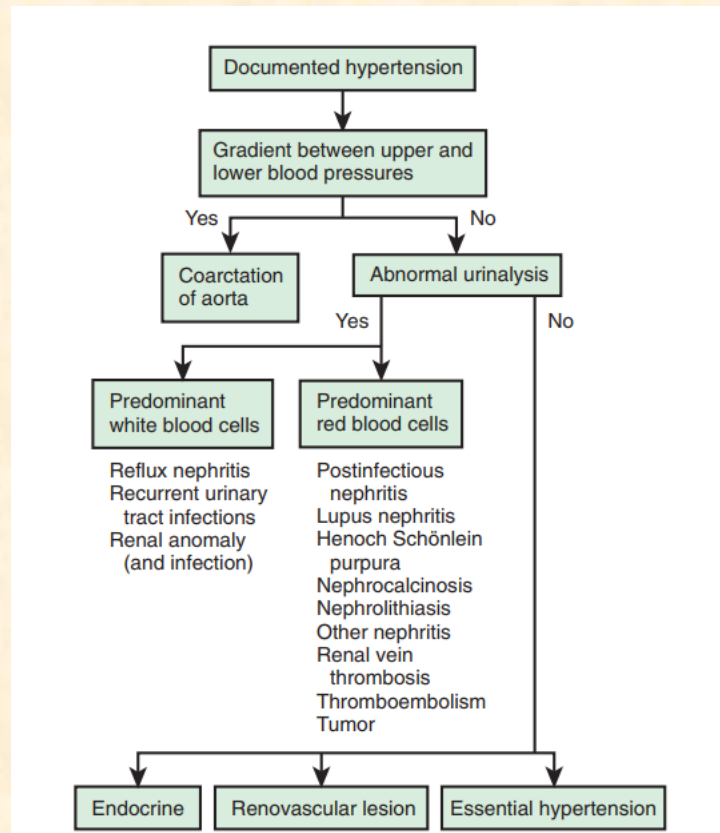 Documented hypertension
Gradient between upper and
lower blood pressures
Yes
No
Coarctation
of aorta
Abnormal urinalysis
Yes
No
Predominant
white blood cells
Reflux nephritis
Recurrent urinary
tract infections
Renal anomaly
(and infection)
Predominant
red blood cells
Postinfectious
nephritis
Lupus nephritis
Henoch Schönlein
purpura
Nephrocalcinosis
Nephrolithiasis
Other nephritis
Renal vein
thrombosis
Thromboembolism
Tumor
Endocrine
Renovascular lesion
Essential hypertension